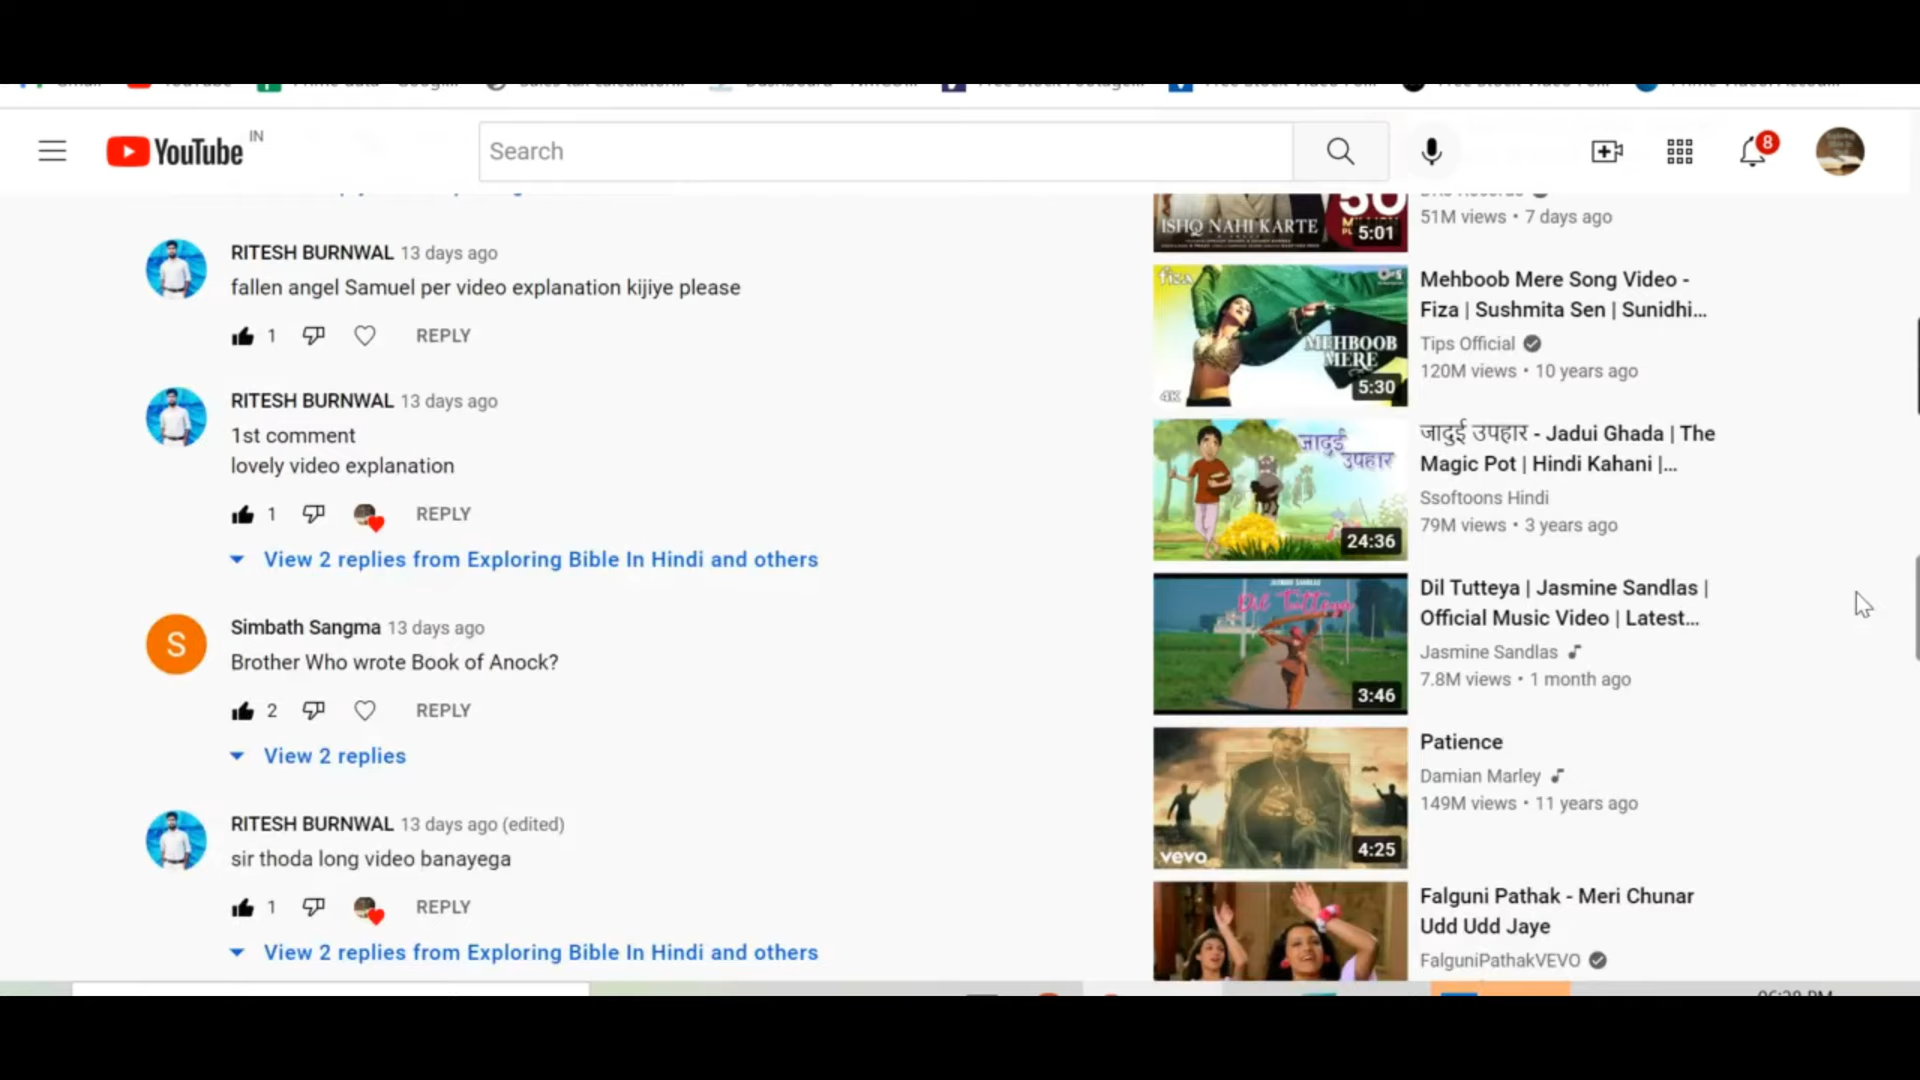 YouTube IN
Search
8
RITESH BURNWAL 13 days ago
fallen angel Samuel per video explanation kijiye please
1 REPLY
RITESH BURNWAL 13 days ago
1st comment
lovely video explanation
1 REPLY
View 2 replies from Exploring Bible In Hindi and others
Simbath Sangma 13 days ago
Brother Who wrote Book of Anock?
2 REPLY
View 2 replies
RITESH BURNWAL 13 days ago (edited)
sir thoda long video banayega
1 REPLY
View 2 replies from Exploring Bible In Hindi and others
ISHQ NAHI KARTE
50
5:01
51M views • 7 days ago
fiza
MEHBOOB
MERE
4K
5:30
Mehboob Mere Song Video -
Fiza | Sushmita Sen | Sunidhi...
Tips Official
120M views • 10 years ago
जादुई
उपहार
24:36
जादुई उपहार - Jadui Ghada | The
Magic Pot | Hindi Kahani |...
Ssoftoons Hindi
79M views • 3 years ago
Dil Tutteya
3:46
Dil Tutteya | Jasmine Sandlas |
Official Music Video | Latest...
Jasmine Sandlas
7.8M views • 1 month ago
vevo
4:25
Patience
Damian Marley
149M views • 11 years ago
Falguni Pathak - Meri Chunar
Udd Udd Jaye
FalguniPathakVEVO